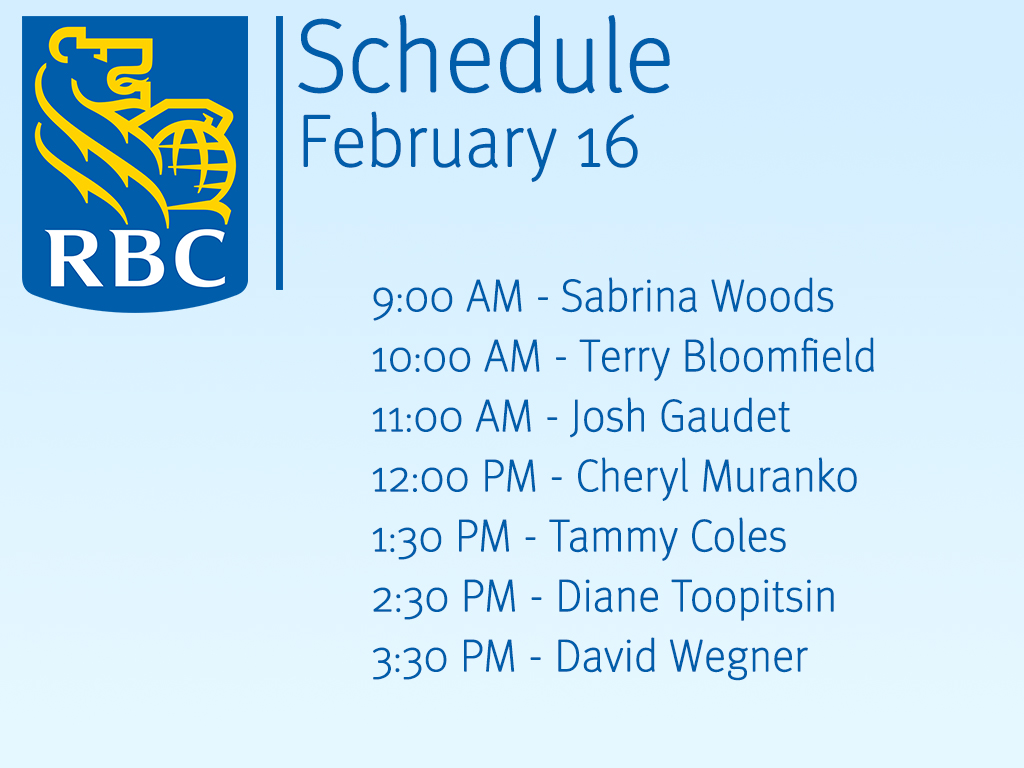 RBC
Schedule
February 16
9:00 AM - Sabrina Woods
10:00 AM - Terry Bloomfield
11:00 AM - Josh Gaudet
12:00 PM - Cheryl Muranko
1:30 PM - Tammy Coles
2:30 PM - Diane Toopitsin
3:30 PM - David Wegner